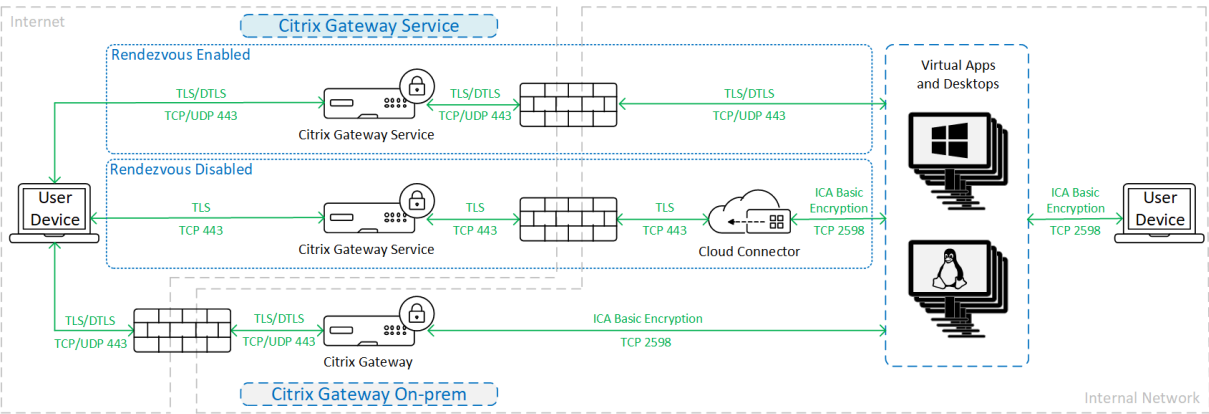 Internet
Citrix Gateway Service
Rendezvous Enabled
TLS/DTLS
TCP/UDP 443
Citrix Gateway Service
TLS/DTLS
TCP/UDP 443
TLS/DTLS
TCP/UDP 443
Virtual Apps
and Desktops
Rendezvous Disabled
User
Device
TLS
TCP 443
Citrix Gateway Service
TLS
TCP 443
TLS
TCP 443
Cloud Connector
ICA Basic
Encryption
TCP 2598
ICA Basic
Encryption
TCP 2598
User
Device
TLS/DTLS
TCP/UDP 443
TLS/DTLS
TCP/UDP 443
Citrix Gateway
ICA Basic Encryption
TCP 2598
Citrix Gateway On-prem
Internal Network